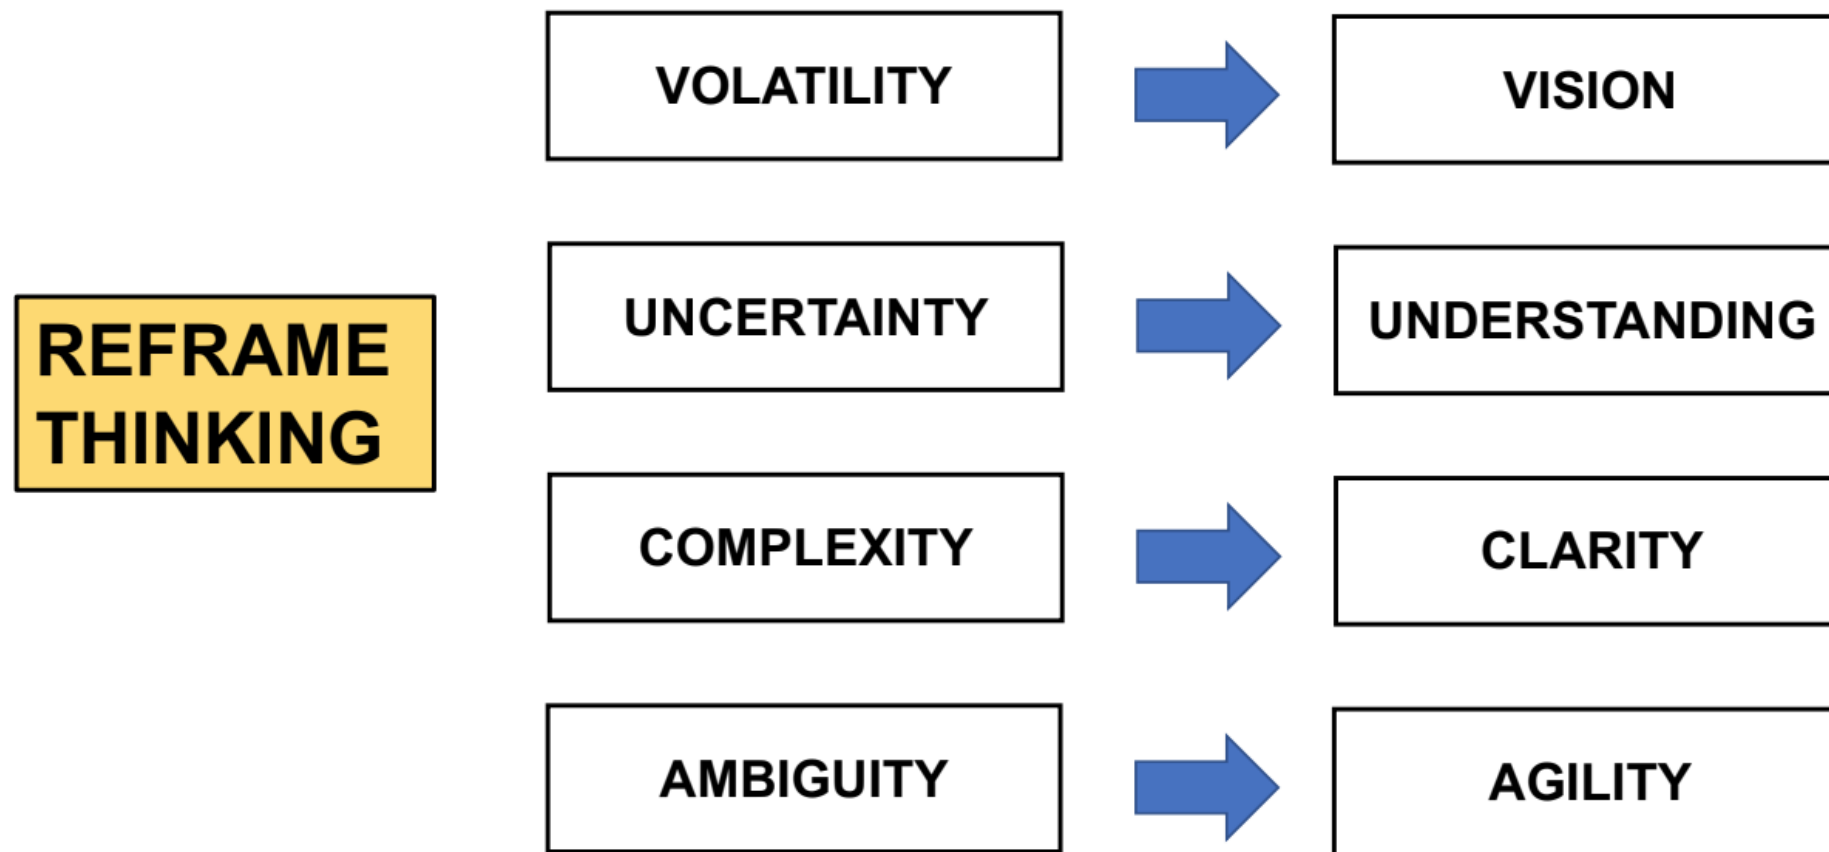 REFRAME
THINKING
VOLATILITY
VISION
UNCERTAINTY
UNDERSTANDING
COMPLEXITY
CLARITY
AMBIGUITY
AGILITY